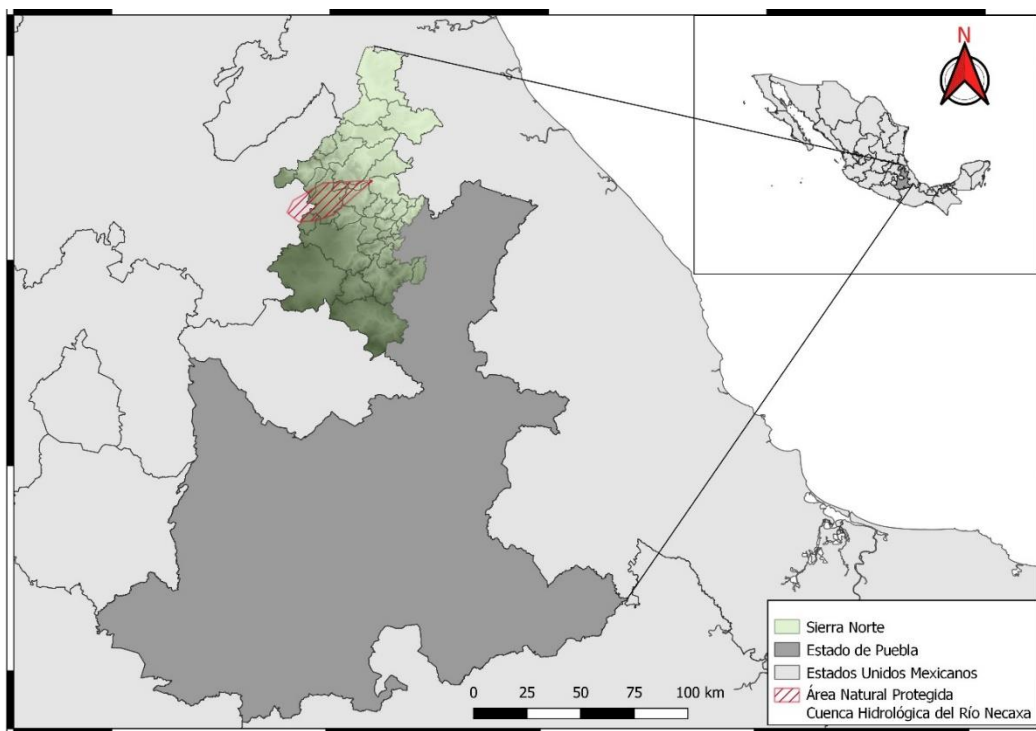 N
Sierra Norte
Estado de Puebla
Estados Unidos Mexicanos
Área Natural Protegida
Cuenca Hidrológica del Río Necaxa
0 25 50 75 100 km